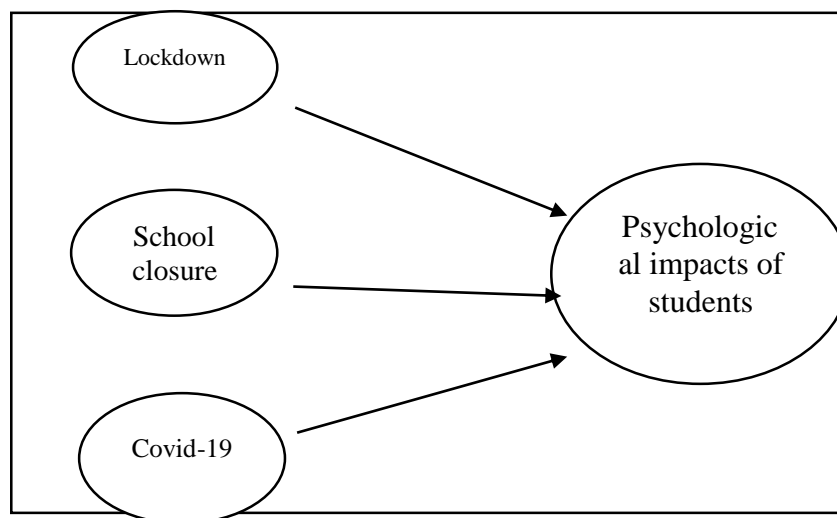 Lockdown
School
closure
Covid-19
Psychologic
al impacts of
students